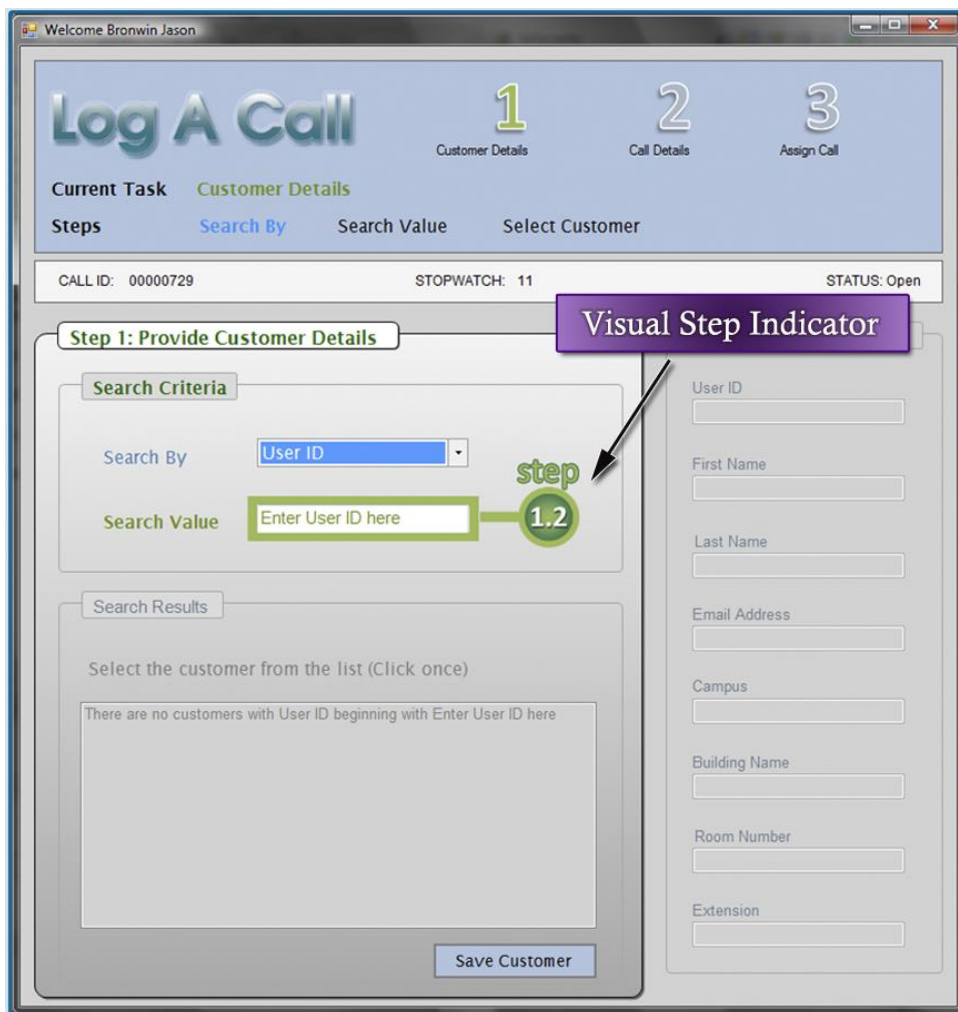 Welcome Bronwin Jason
Log A Call
1
2
3
Customer Details
Call Details
Assign Call
Current Task Customer Details
Steps Search By Search Value Select Customer
CALL ID: 00000729 STOPWATCH: 11 STATUS: Open
Visual Step Indicator
Step 1: Provide Customer Details
Search Criteria
Search By User ID
step
Search Value Enter User ID here 1.2
Search Results
Select the customer from the list (Click once)
There are no customers with User ID beginning with Enter User ID here
Save Customer
User ID
First Name
Last Name
Email Address
Campus
Building Name
Room Number
Extension